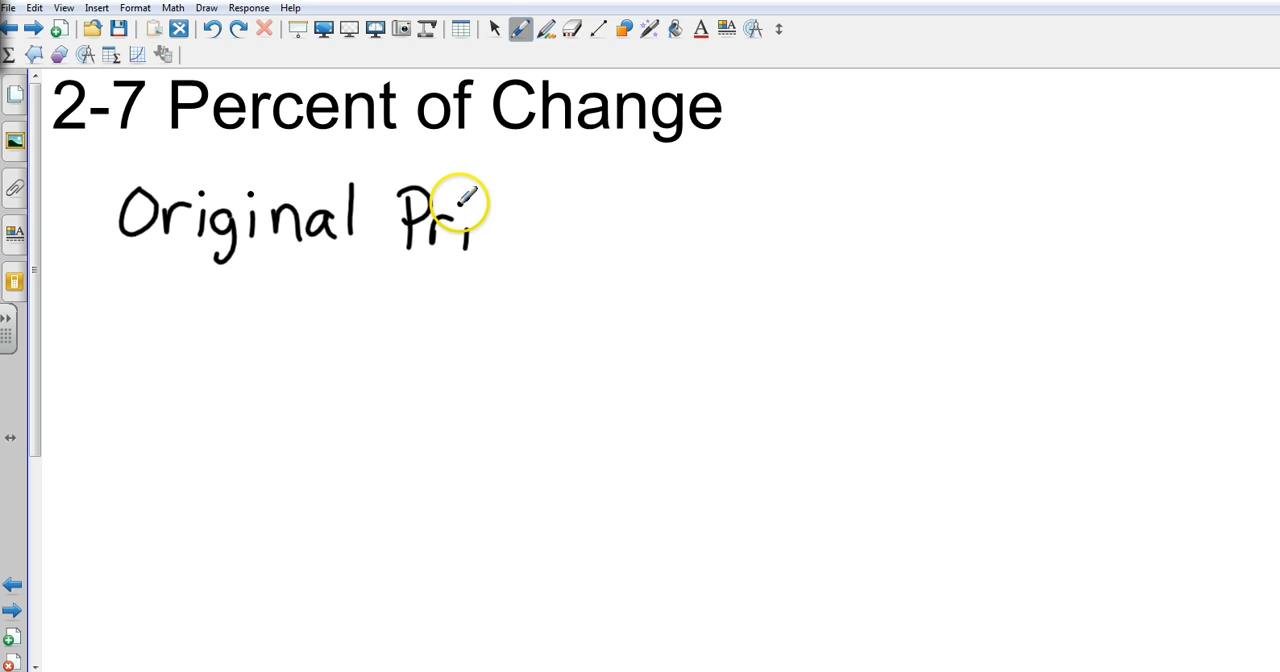 File Edit View Insert Format Math Draw Response Help
2-7 Percent of Change
Original Pri